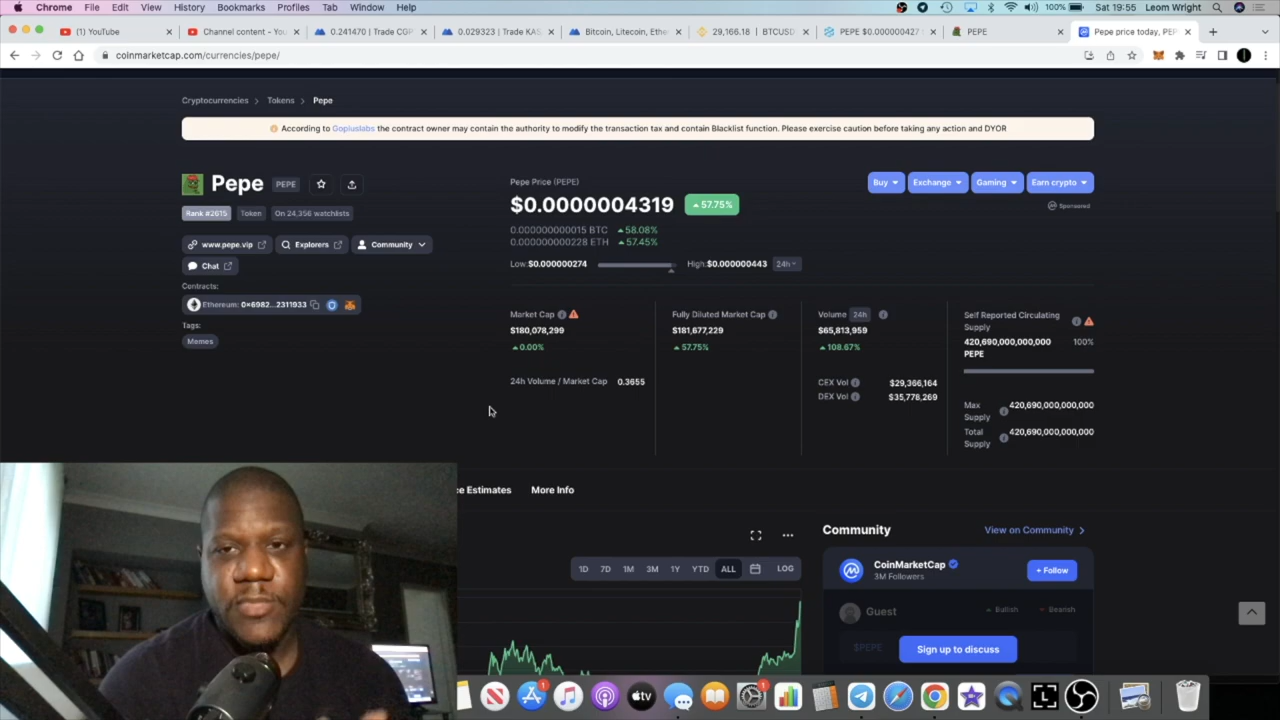 Chrome File Edit View History Bookmarks Profiles Tab Window Help 100% Sat 19:55 Leom Wright
(1) YouTube Channel content - You 0.241470 | Trade CGP 0.029323 | Trade KAS Bitcoin, Litecoin, Ethe 29,166.18 | BTCUSD PEPE $0.000000427 PEPE Pepe price today, PEP
coinmarketcap.com/currencies/pepe/
Cryptocurrencies > Tokens > Pepe
According to Gopluslabs the contract owner may contain the authority to modify the transaction tax and contain Blacklist function. Please exercise caution before taking any action and DYOR
Pepe PEPE
Rank #2615 Token On 24,356 watchlists
www.pepe.vip Explorers Community
Chat
Contracts:
Ethereum: 0x6982...2311933
Tags:
Memes
Pepe Price (PEPE)
$0.0000004319 57.75%
0.000000000015 BTC 58.08%
0.000000000228 ETH 57.45%
Low:$0.000000274 High:$0.000000443 24h
Buy Exchange Gaming Earn crypto
Sponsored
Market Cap
$180,078,299
0.00%
24h Volume / Market Cap 0.3655
Fully Diluted Market Cap
$181,677,229
57.75%
Volume 24h
$65,813,959
108.67%
CEX Vol $29,366,164
DEX Vol $35,778,269
Self Reported Circulating
Supply
420,690,000,000,000 100%
PEPE
Max 420,690,000,000,000
Supply
Total 420,690,000,000,000
Supply
ce Estimates More Info
1D 7D 1M 3M 1Y YTD ALL LOG
Community View on Community >
CoinMarketCap
3M Followers
+ Follow
Guest Bullish Bearish
$PEPE
Sign up to discuss
tv